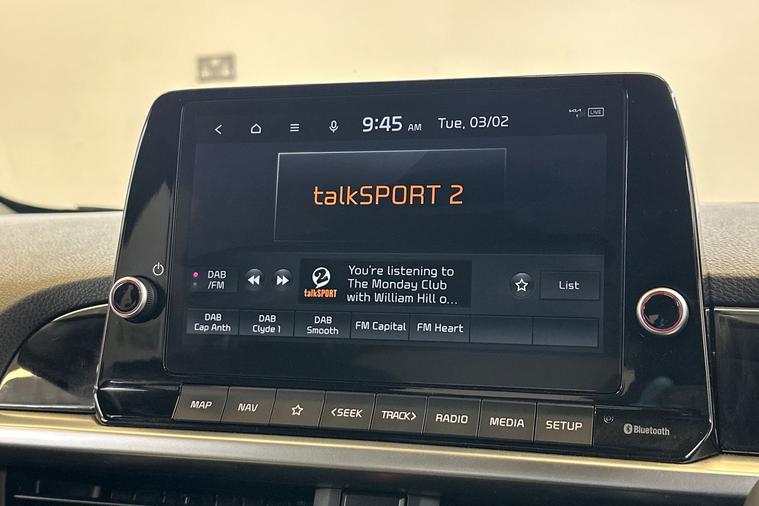 9:45 AM Tue, 03/02
KIA LIVE
talkSPORT 2
DAB
/FM
2
talkSPORT
You're listening to
The Monday Club
with William Hill o...
List
DAB
Cap Anth
DAB
Clyde 1
DAB
Smooth
FM Capital
FM Heart
MAP NAV <SEEK TRACK> RADIO MEDIA SETUP
Bluetooth